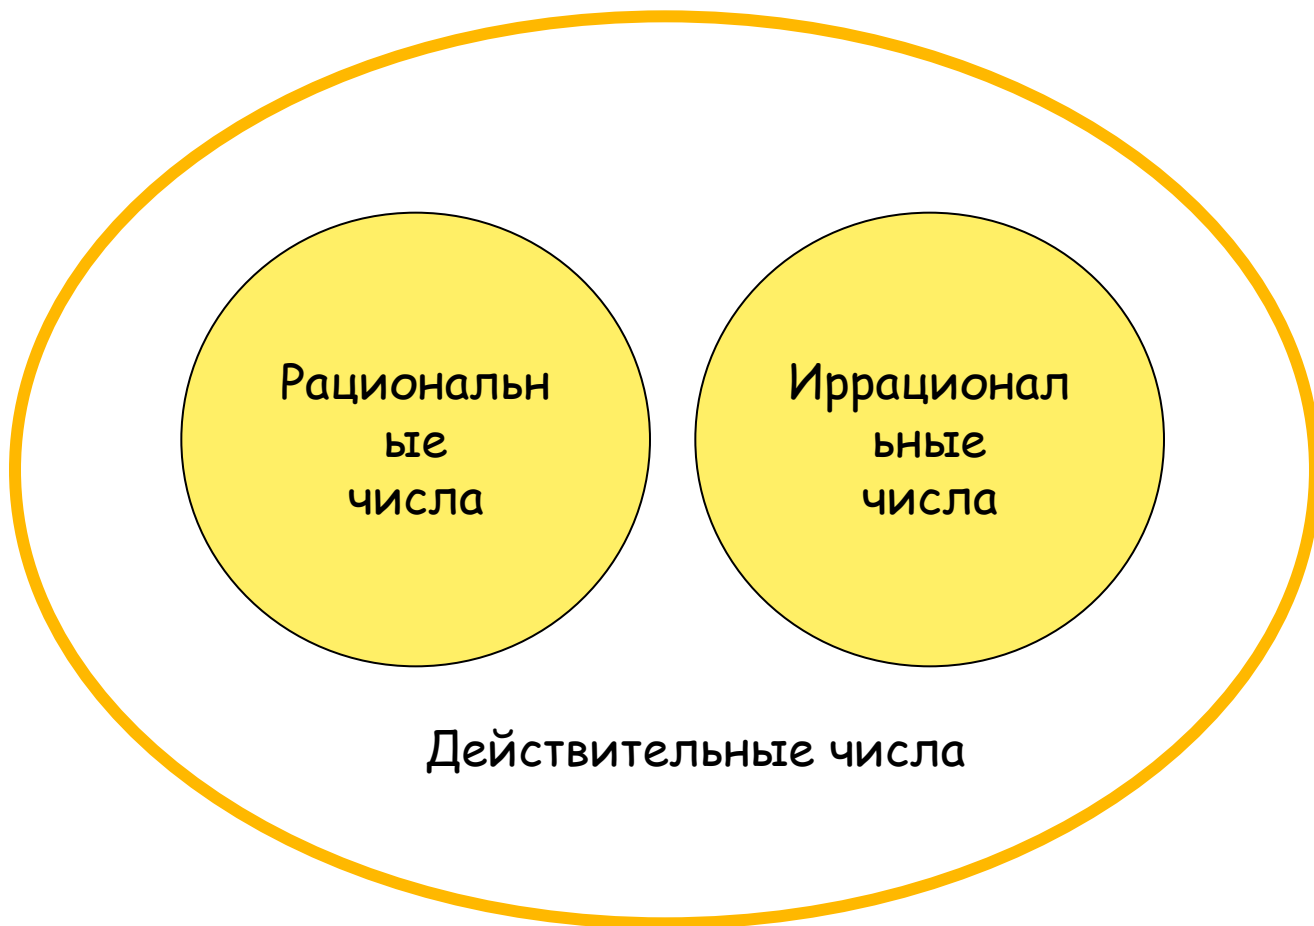 Рациональн
ые
числа
Иррационал
ьные
числа
Действительные числа